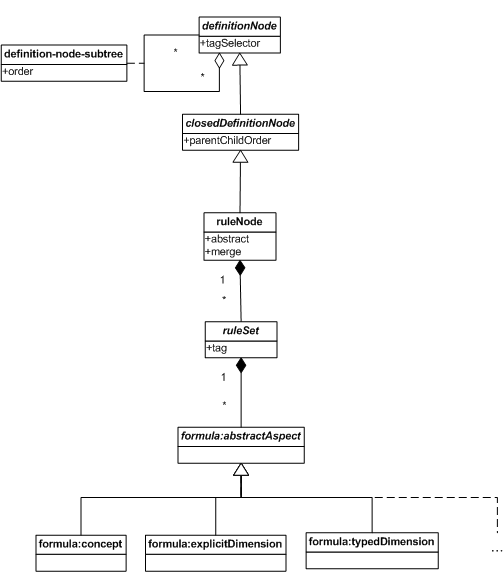 definitionNode
+tagSelector
definition-node-subtree
+order
*
*
closedDefinitionNode
+parentChildOrder
ruleNode
+abstract
+merge
1
*
ruleSet
+tag
1
*
formula:abstractAspect
formula:concept
formula:explicitDimension
formula:typedDimension
...